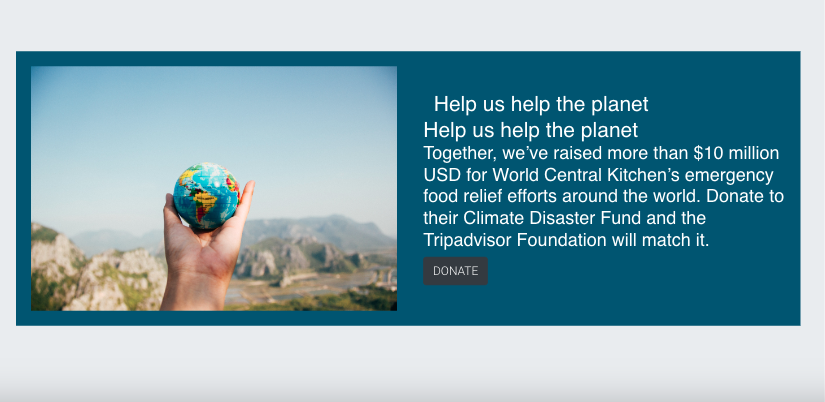 Help us help the planet
Help us help the planet
Together, we’ve raised more than $10 million
USD for World Central Kitchen’s emergency
food relief efforts around the world. Donate to
their Climate Disaster Fund and the
Tripadvisor Foundation will match it.
DONATE